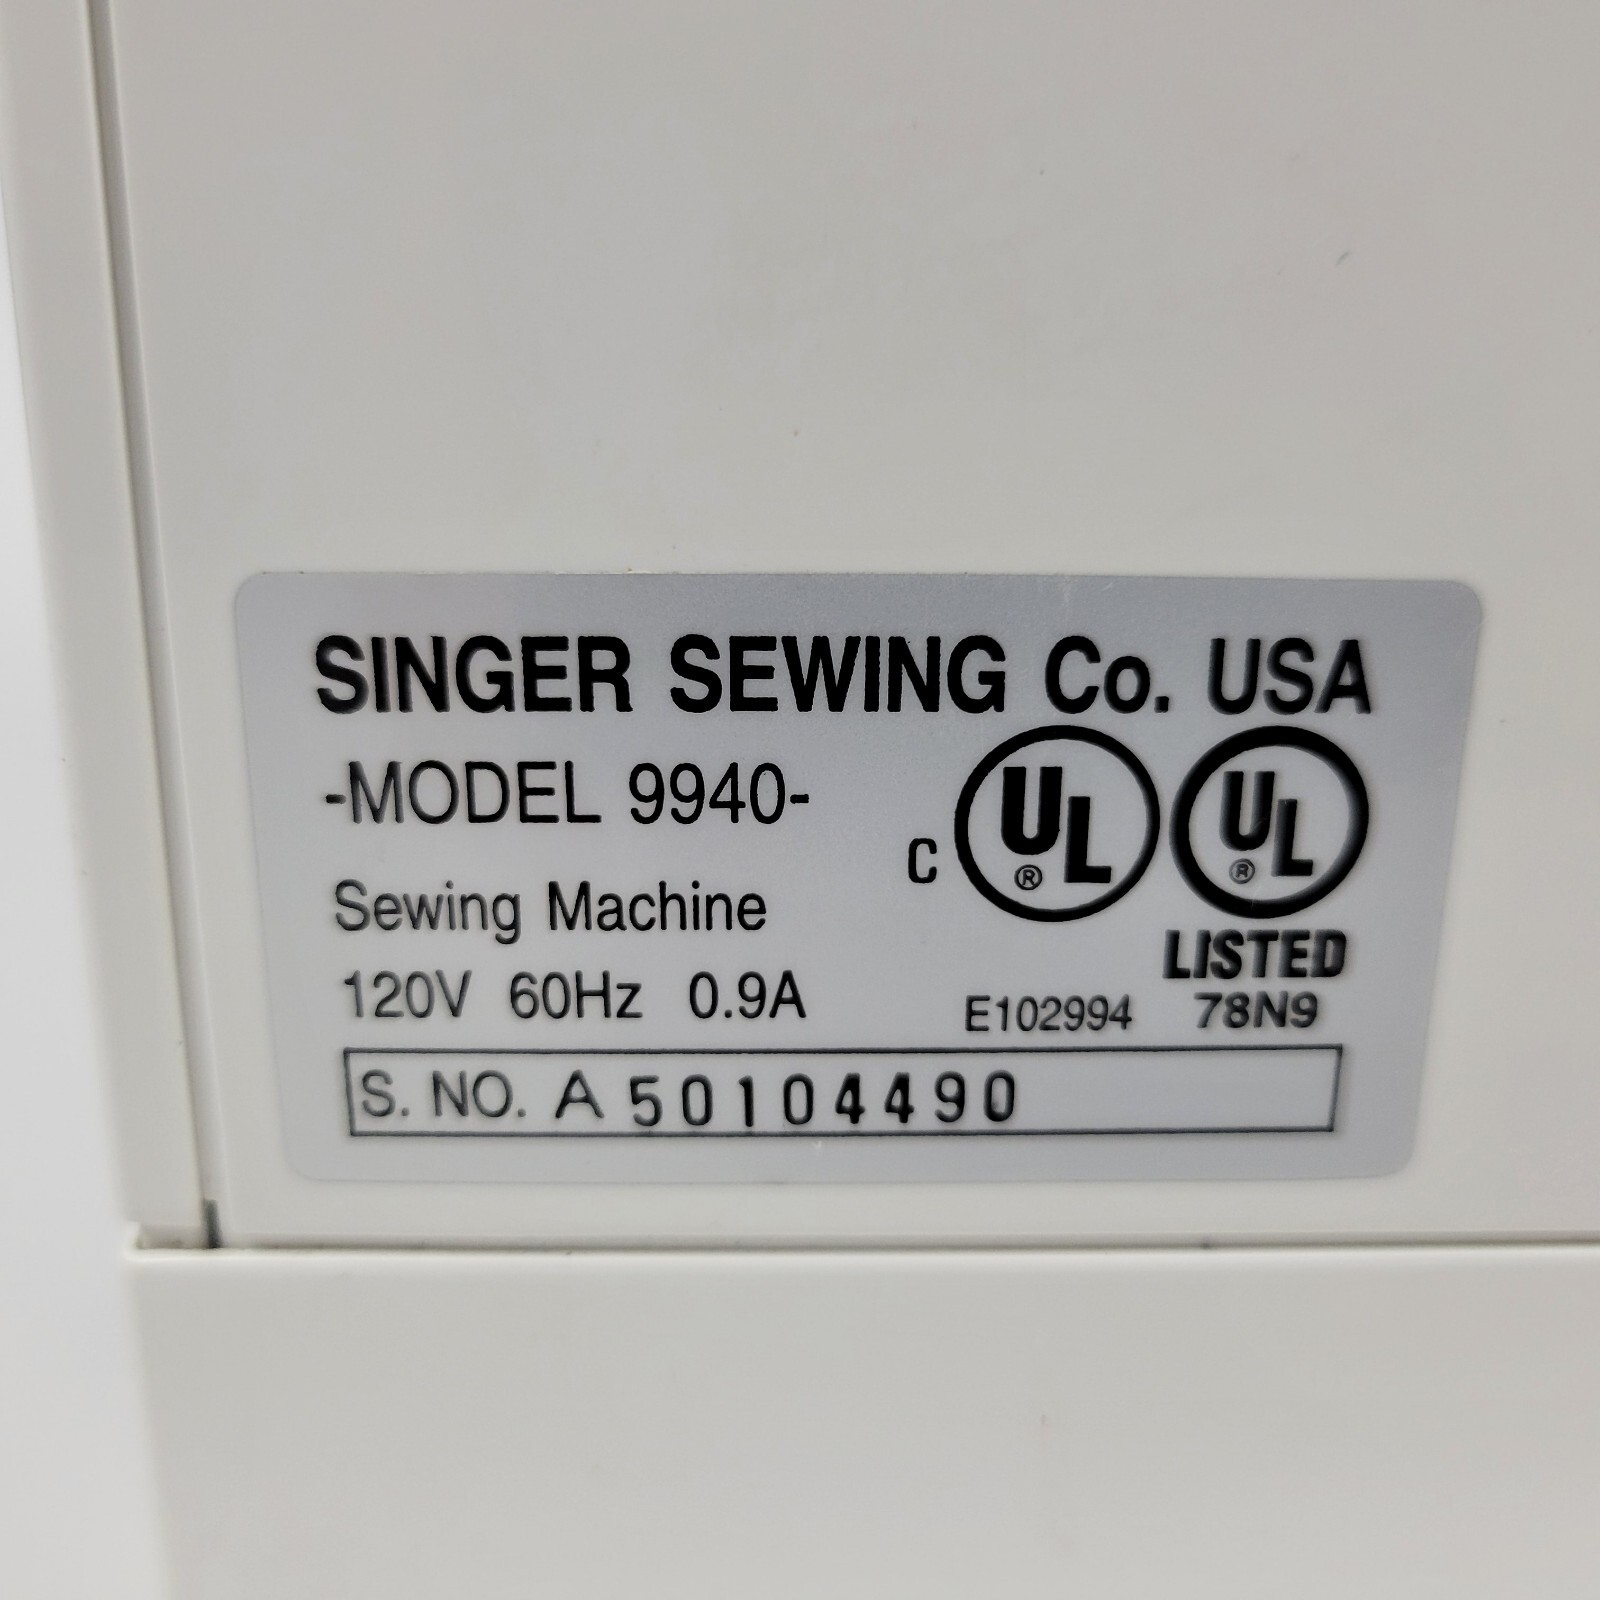 SINGER SEWING Co. USA
-MODEL 9940-
C UL® UL®
Sewing Machine
LISTED
120V 60Hz 0.9A
E102994 78N9
S. NO. A 50104490